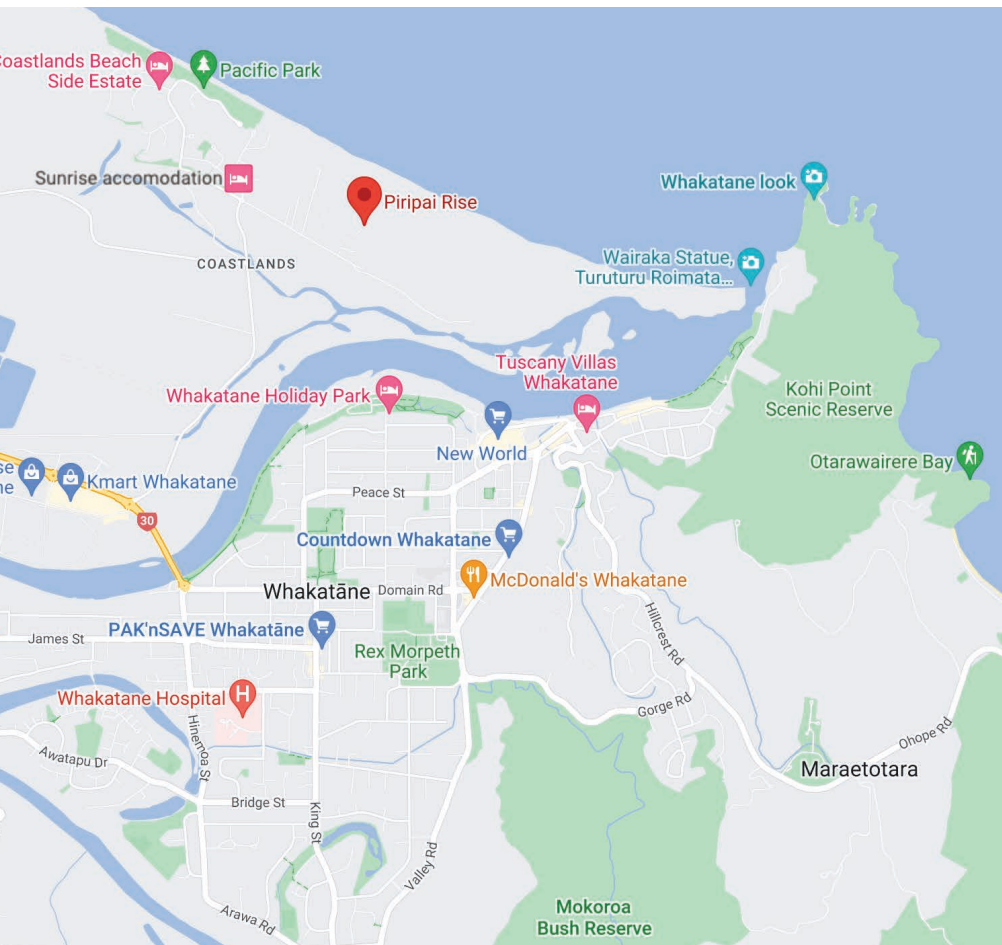 Coastlands Beach
Side Estate
Pacific Park
Sunrise accomodation
Piripai Rise
Whakatane look
COASTLANDS
Wairaka Statue,
Turuturu Roimata...
Tuscany Villas
Whakatane
Whakatane Holiday Park
Kohi Point
Scenic Reserve
New World
Otarawairere Bay
Kmart Whakatane
Peace St
30
Countdown Whakatane
McDonald's Whakatane
Whakatāne
Domain Rd
PAK'nSAVE Whakatāne
James St
Rex Morpeth
Park
Hillcrest Rd
Whakatane Hospital
H
Gorge Rd
Hinemoa St
Ohope Rd
Awatapu Dr
Maraetotara
Bridge St
King St
Valley Rd
Arawa Rd
Mokoroa
Bush Reserve